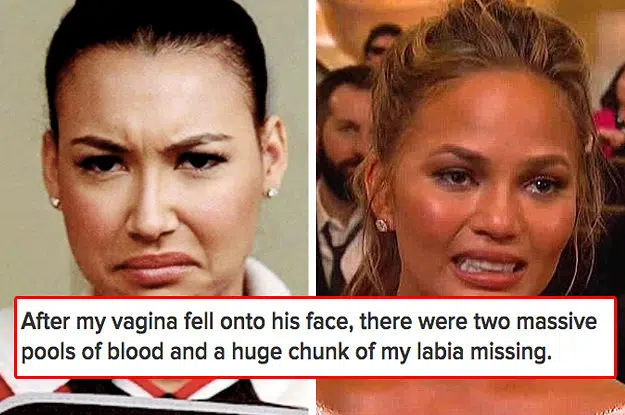 After my vagina fell onto his face, there were two massive
pools of blood and a huge chunk of my labia missing.